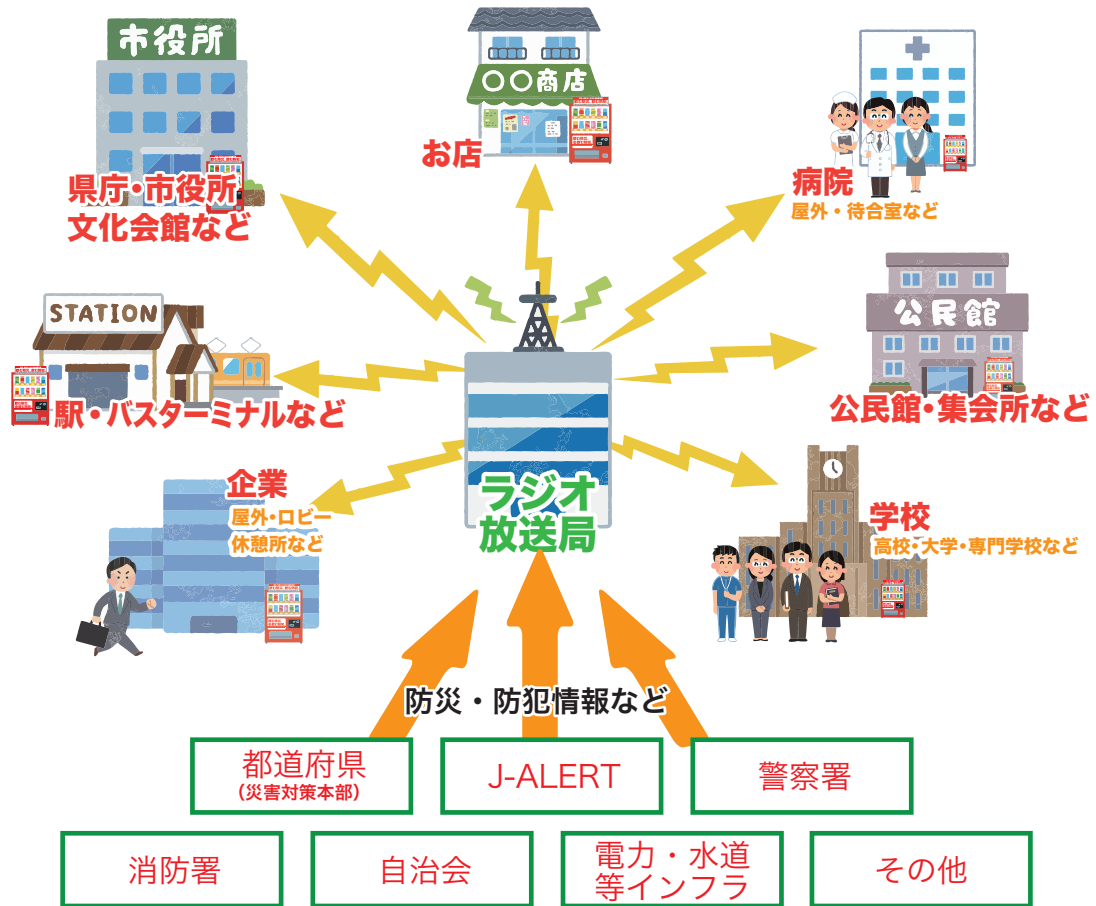 市役所
県庁・市役所
文化会館など
〇〇商店
お店
病院
屋外・待合室など
STATION
駅・バスターミナルなど
公民館
公民館・集会所など
企業
屋外・ロビー
休憩所など
ラジオ
放送局
学校
高校・大学・専門学校など
防災・防犯情報など
都道府県
（災害対策本部）
J-ALERT
警察署
消防署
自治会
電力・水道
等インフラ
その他